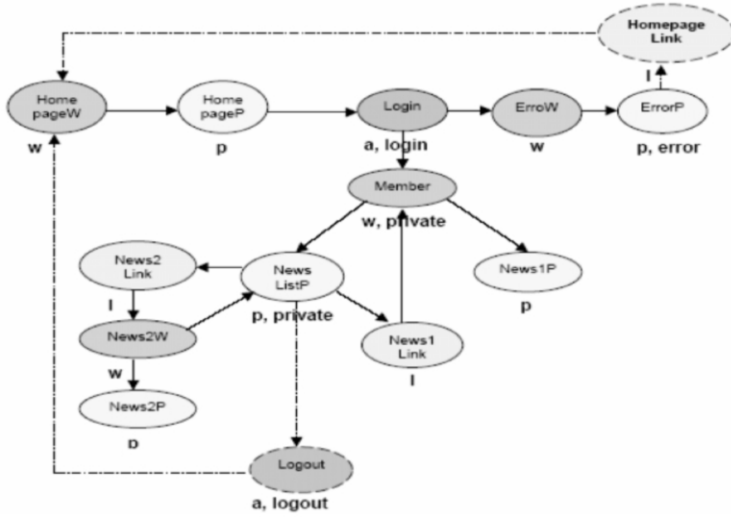 Homepage
Link
l
Home
pageW
w
Home
pageP
p
Login
a, login
ErroW
w
ErrorP
p, error
Member
w, private
News2
Link
l
News
ListP
p, private
News1P
p
News2W
w
News1
Link
l
News2P
p
Logout
a, logout